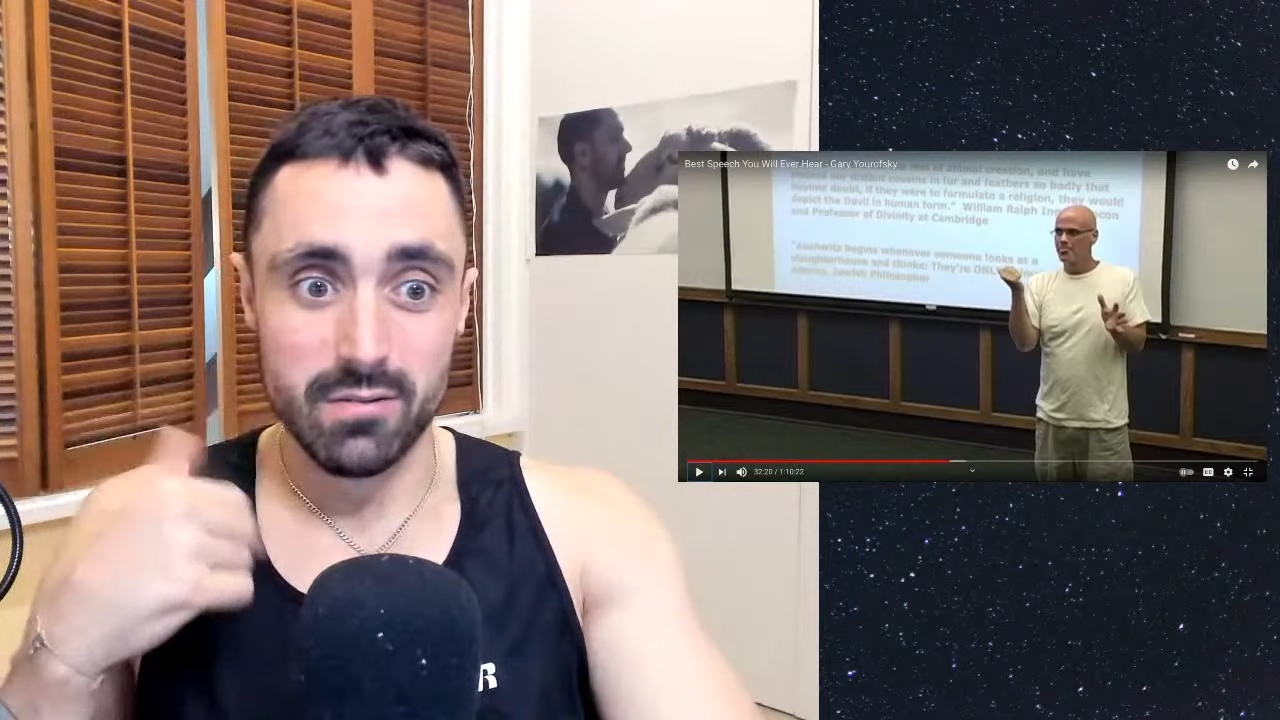 Best Speech You Will Ever Hear - Gary Yourofsky
of animal creation, and have
our distant cousins in fur and feathers so badly that
beyond doubt, if they were to formulate a religion, they would
depict the Devil in human form." William Ralph
and Professor of Divinity at Cambridge
"Auschwitz begins whenever someone looks at a
slaughterhouse and thinks: They're ONLY
Adorno, Jewish Philosopher
32:20 / 1:10:22
CC
R